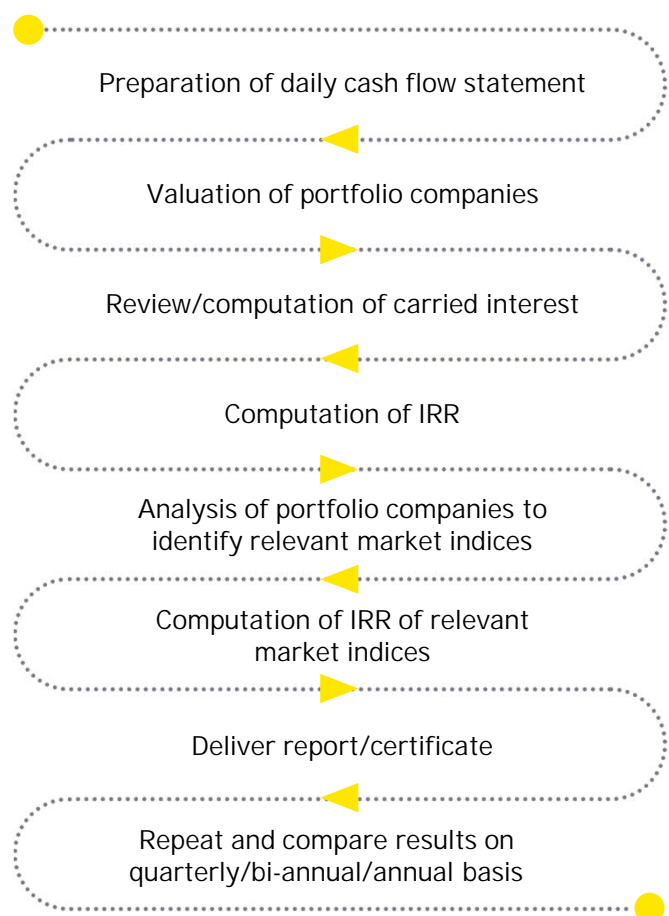 Preparation of daily cash flow statement
Valuation of portfolio companies
Review/computation of carried interest
Computation of IRR
Analysis of portfolio companies to
identify relevant market indices
Computation of IRR of relevant
market indices
Deliver report/certificate
Repeat and compare results on
quarterly/bi-annual/annual basis